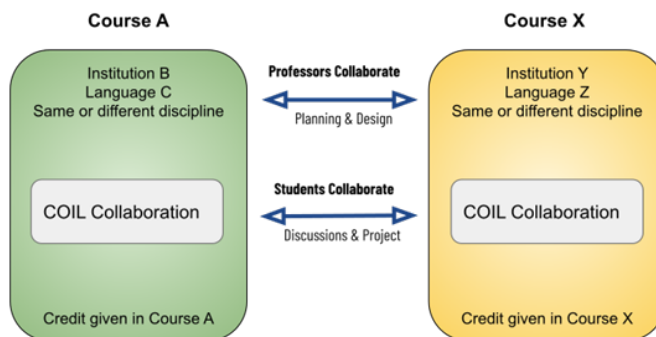 Course A
Course X
Institution B
Language C
Same or different discipline
Professors Collaborate
Planning & Design
Institution Y
Language Z
Same or different discipline
COIL Collaboration
Students Collaborate
Discussions & Project
COIL Collaboration
Credit given in Course A
Credit given in Course X